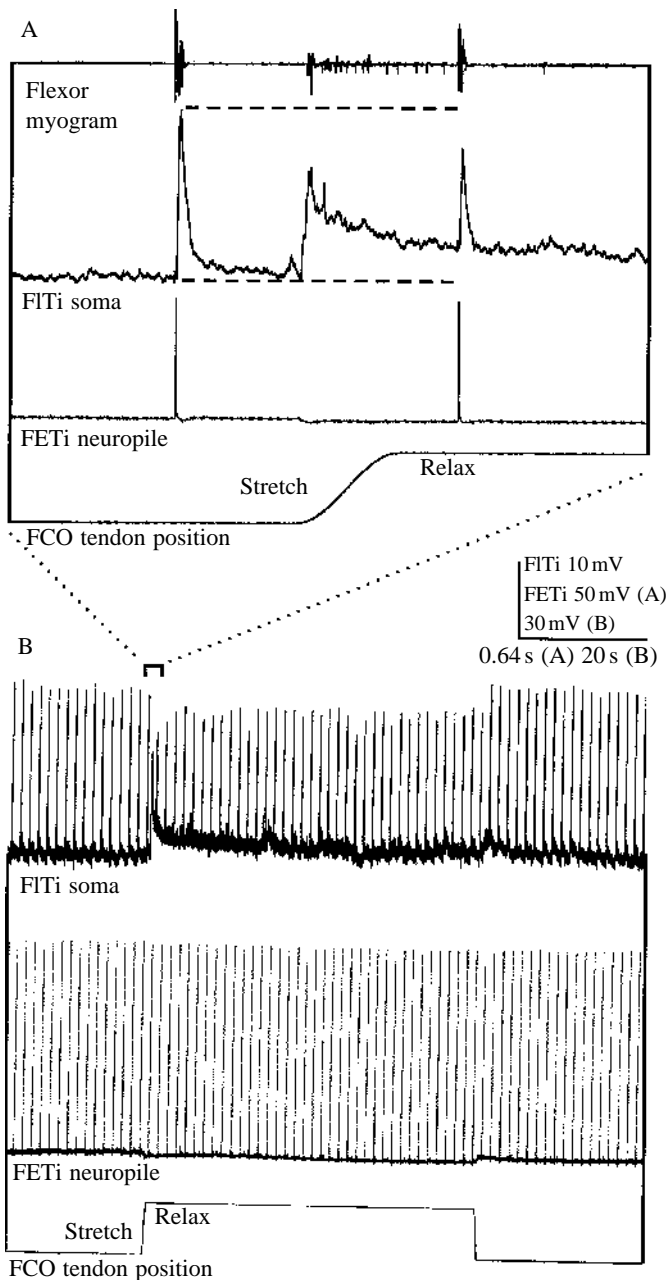 A
Flexor
myogram
FlTi soma
FETi neuropile
Stretch
Relax
FCO tendon position
FlTi 10 mV
FETi 50 mV (A)
30 mV (B)
0.64 s (A) 20 s (B)
B
FlTi soma
FETi neuropile
Stretch
Relax
FCO tendon position